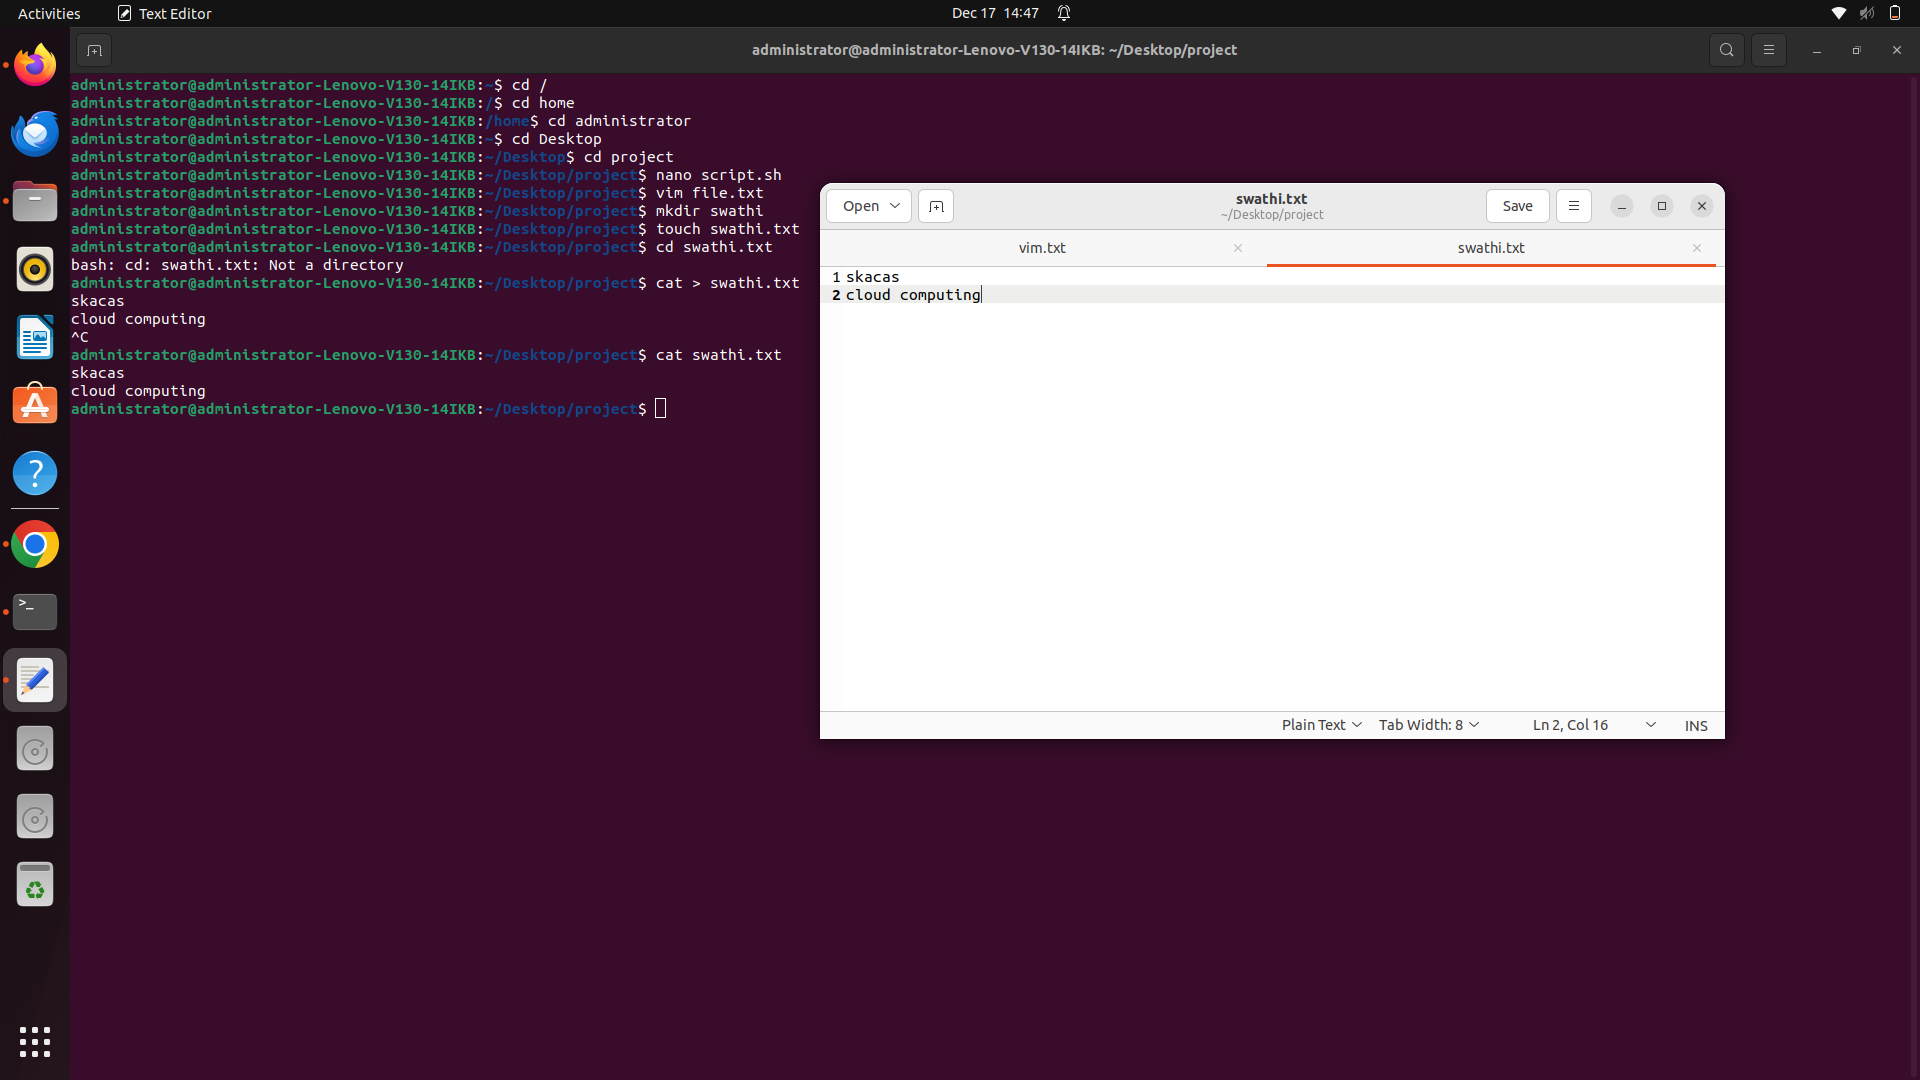 Activities Text Editor Dec 17 14:47
administrator@administrator-Lenovo-V130-14IKB: ~/Desktop/project
administrator@administrator-Lenovo-V130-14IKB:~$ cd /
administrator@administrator-Lenovo-V130-14IKB:/$ cd home
administrator@administrator-Lenovo-V130-14IKB:/home$ cd administrator
administrator@administrator-Lenovo-V130-14IKB:~$ cd Desktop
administrator@administrator-Lenovo-V130-14IKB:~/Desktop$ cd project
administrator@administrator-Lenovo-V130-14IKB:~/Desktop/project$ nano script.sh
administrator@administrator-Lenovo-V130-14IKB:~/Desktop/project$ vim file.txt
administrator@administrator-Lenovo-V130-14IKB:~/Desktop/project$ mkdir swathi
administrator@administrator-Lenovo-V130-14IKB:~/Desktop/project$ touch swathi.txt
administrator@administrator-Lenovo-V130-14IKB:~/Desktop/project$ cd swathi.txt
bash: cd: swathi.txt: Not a directory
administrator@administrator-Lenovo-V130-14IKB:~/Desktop/project$ cat > swathi.txt
skacas
cloud computing
^C
administrator@administrator-Lenovo-V130-14IKB:~/Desktop/project$ cat swathi.txt
skacas
cloud computing
administrator@administrator-Lenovo-V130-14IKB:~/Desktop/project$
Open swathi.txt Save
~/Desktop/project
vim.txt swathi.txt
1 skacas
2 cloud computing
Plain Text Tab Width: 8 Ln 2, Col 16 INS